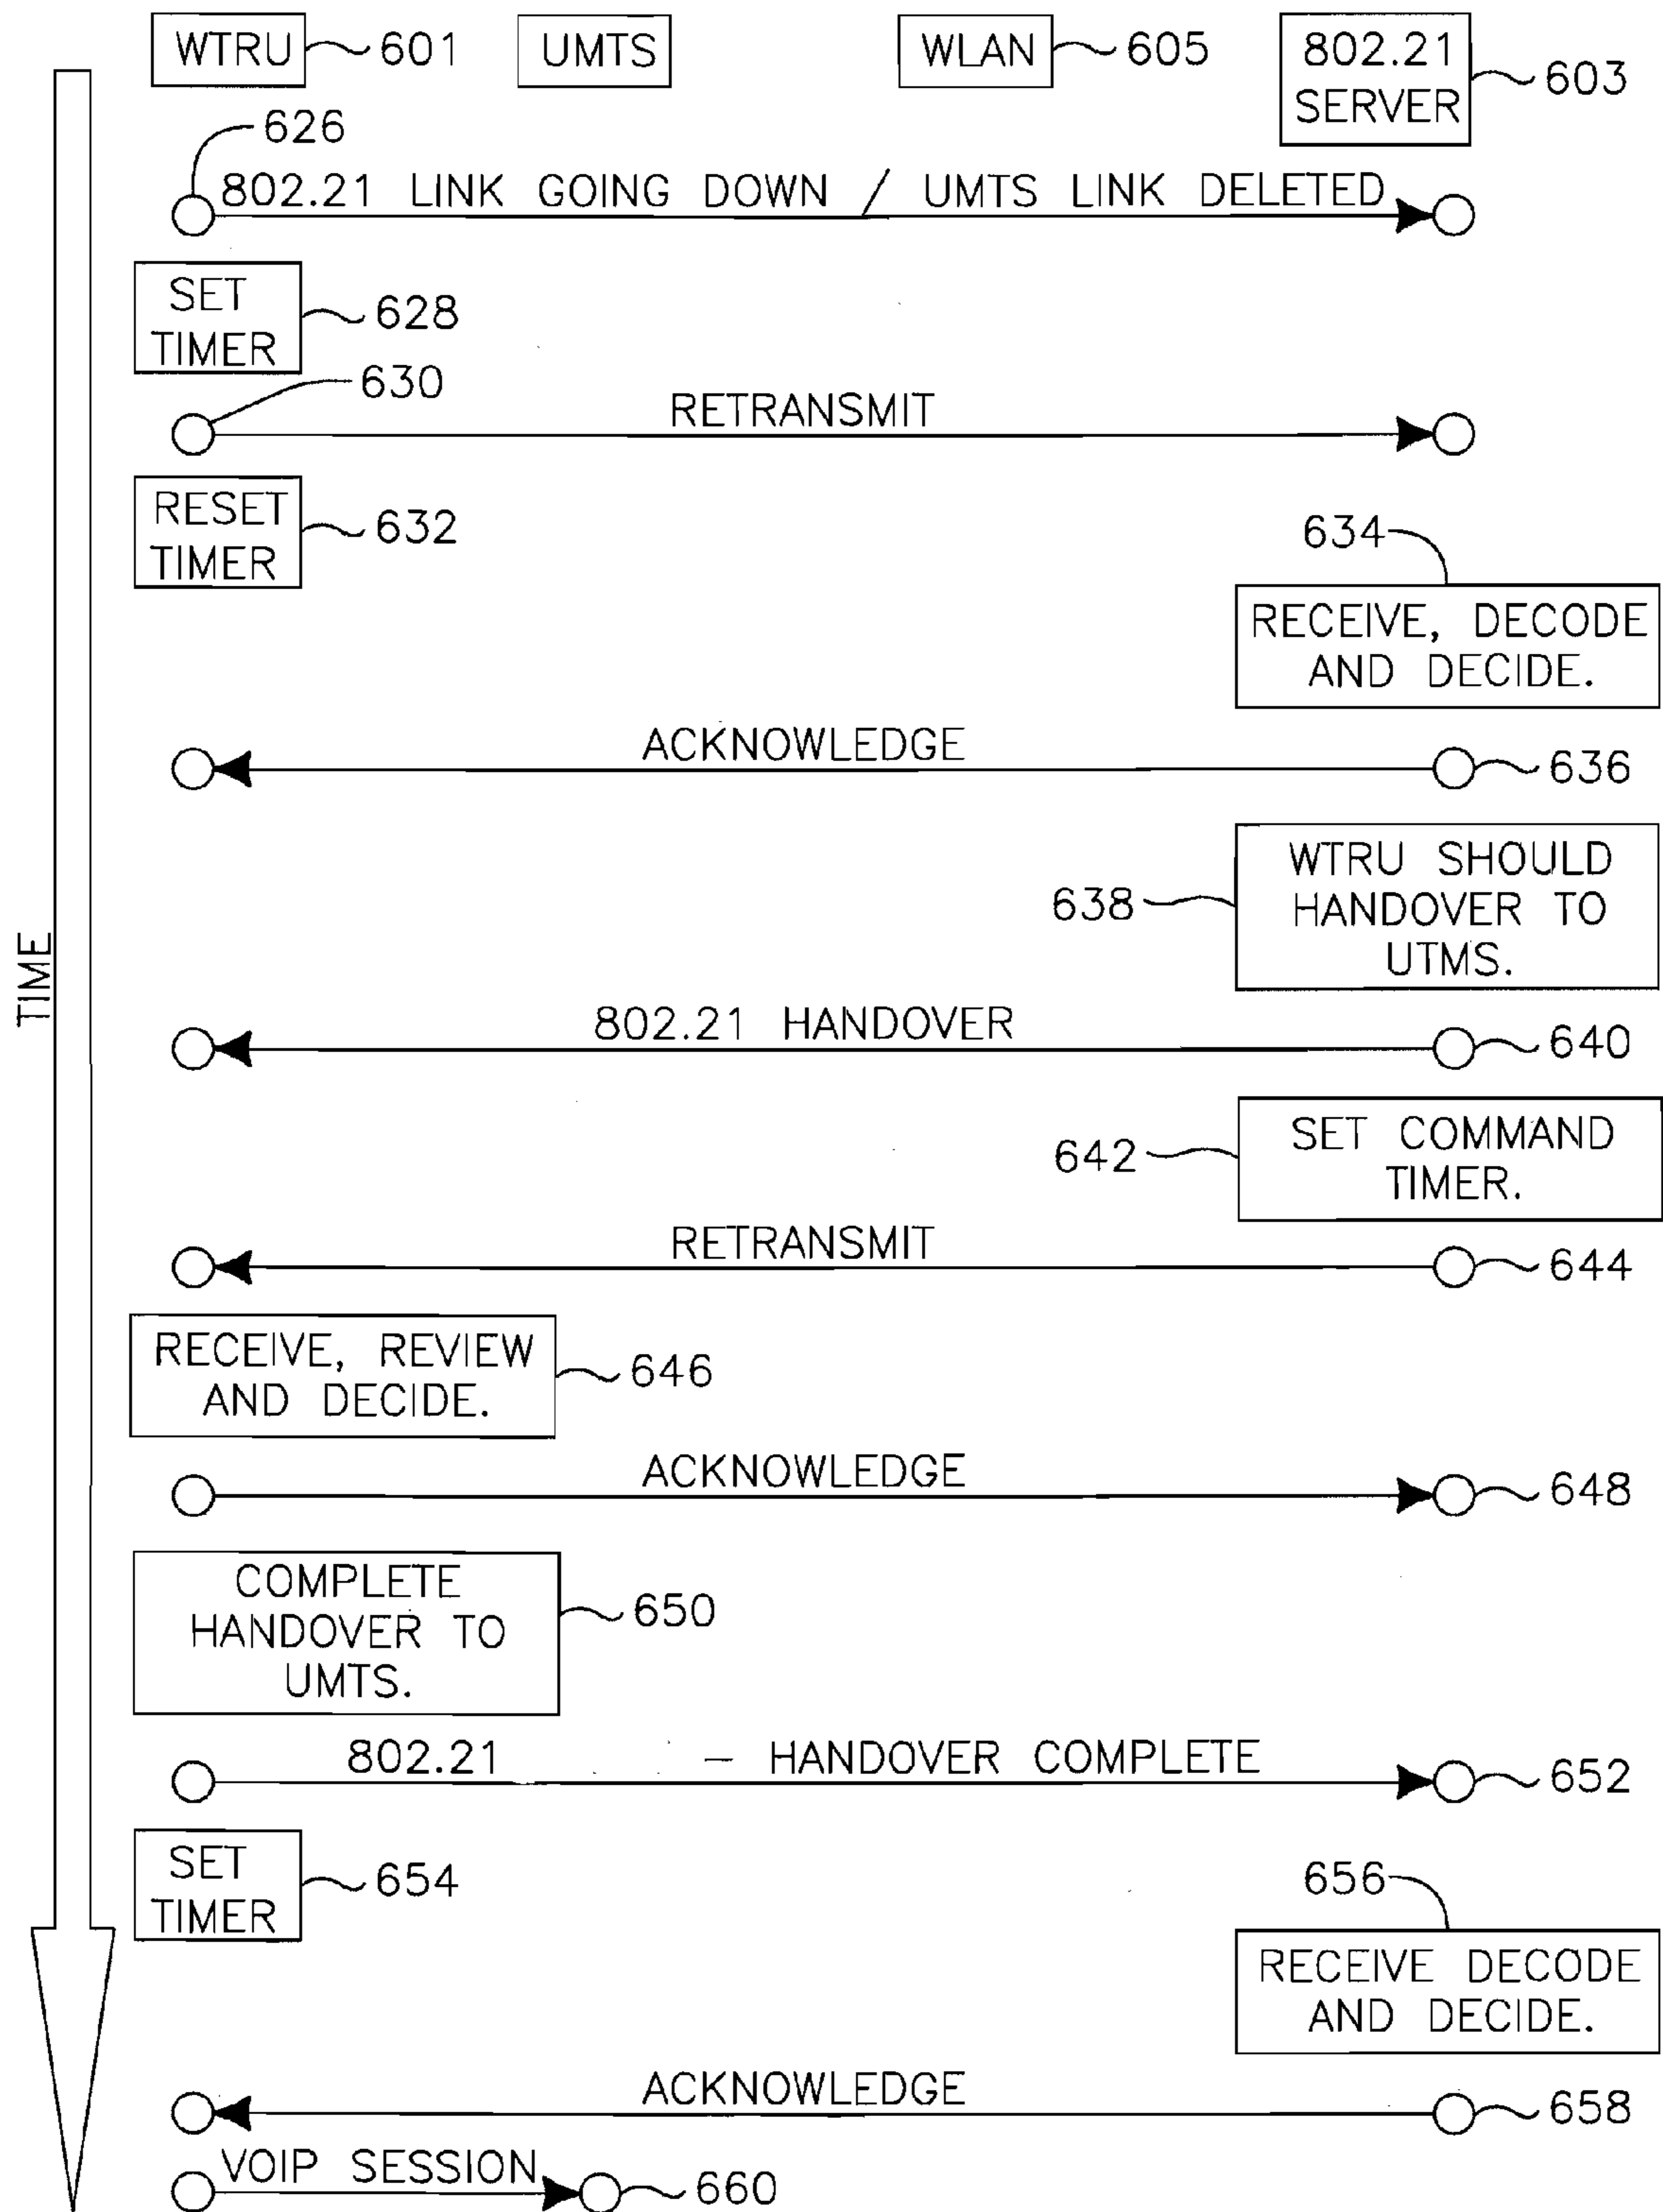 WTRU 601 UMTS WLAN 605 802.21 SERVER 603
626
802.21 LINK GOING DOWN / UMTS LINK DELETED
SET TIMER 628
630
RETRANSMIT
RESET TIMER 632
634
RECEIVE, DECODE
AND DECIDE.
ACKNOWLEDGE 636
WTRU SHOULD
HANDOVER TO
UTMS.
638
TIME
802.21 HANDOVER 640
SET COMMAND
TIMER.
642
RETRANSMIT 644
RECEIVE, REVIEW
AND DECIDE.
646
ACKNOWLEDGE 648
COMPLETE
HANDOVER TO
UMTS.
650
802.21 – HANDOVER COMPLETE 652
SET TIMER 654
656
RECEIVE DECODE
AND DECIDE.
ACKNOWLEDGE 658
VOIP SESSION 660